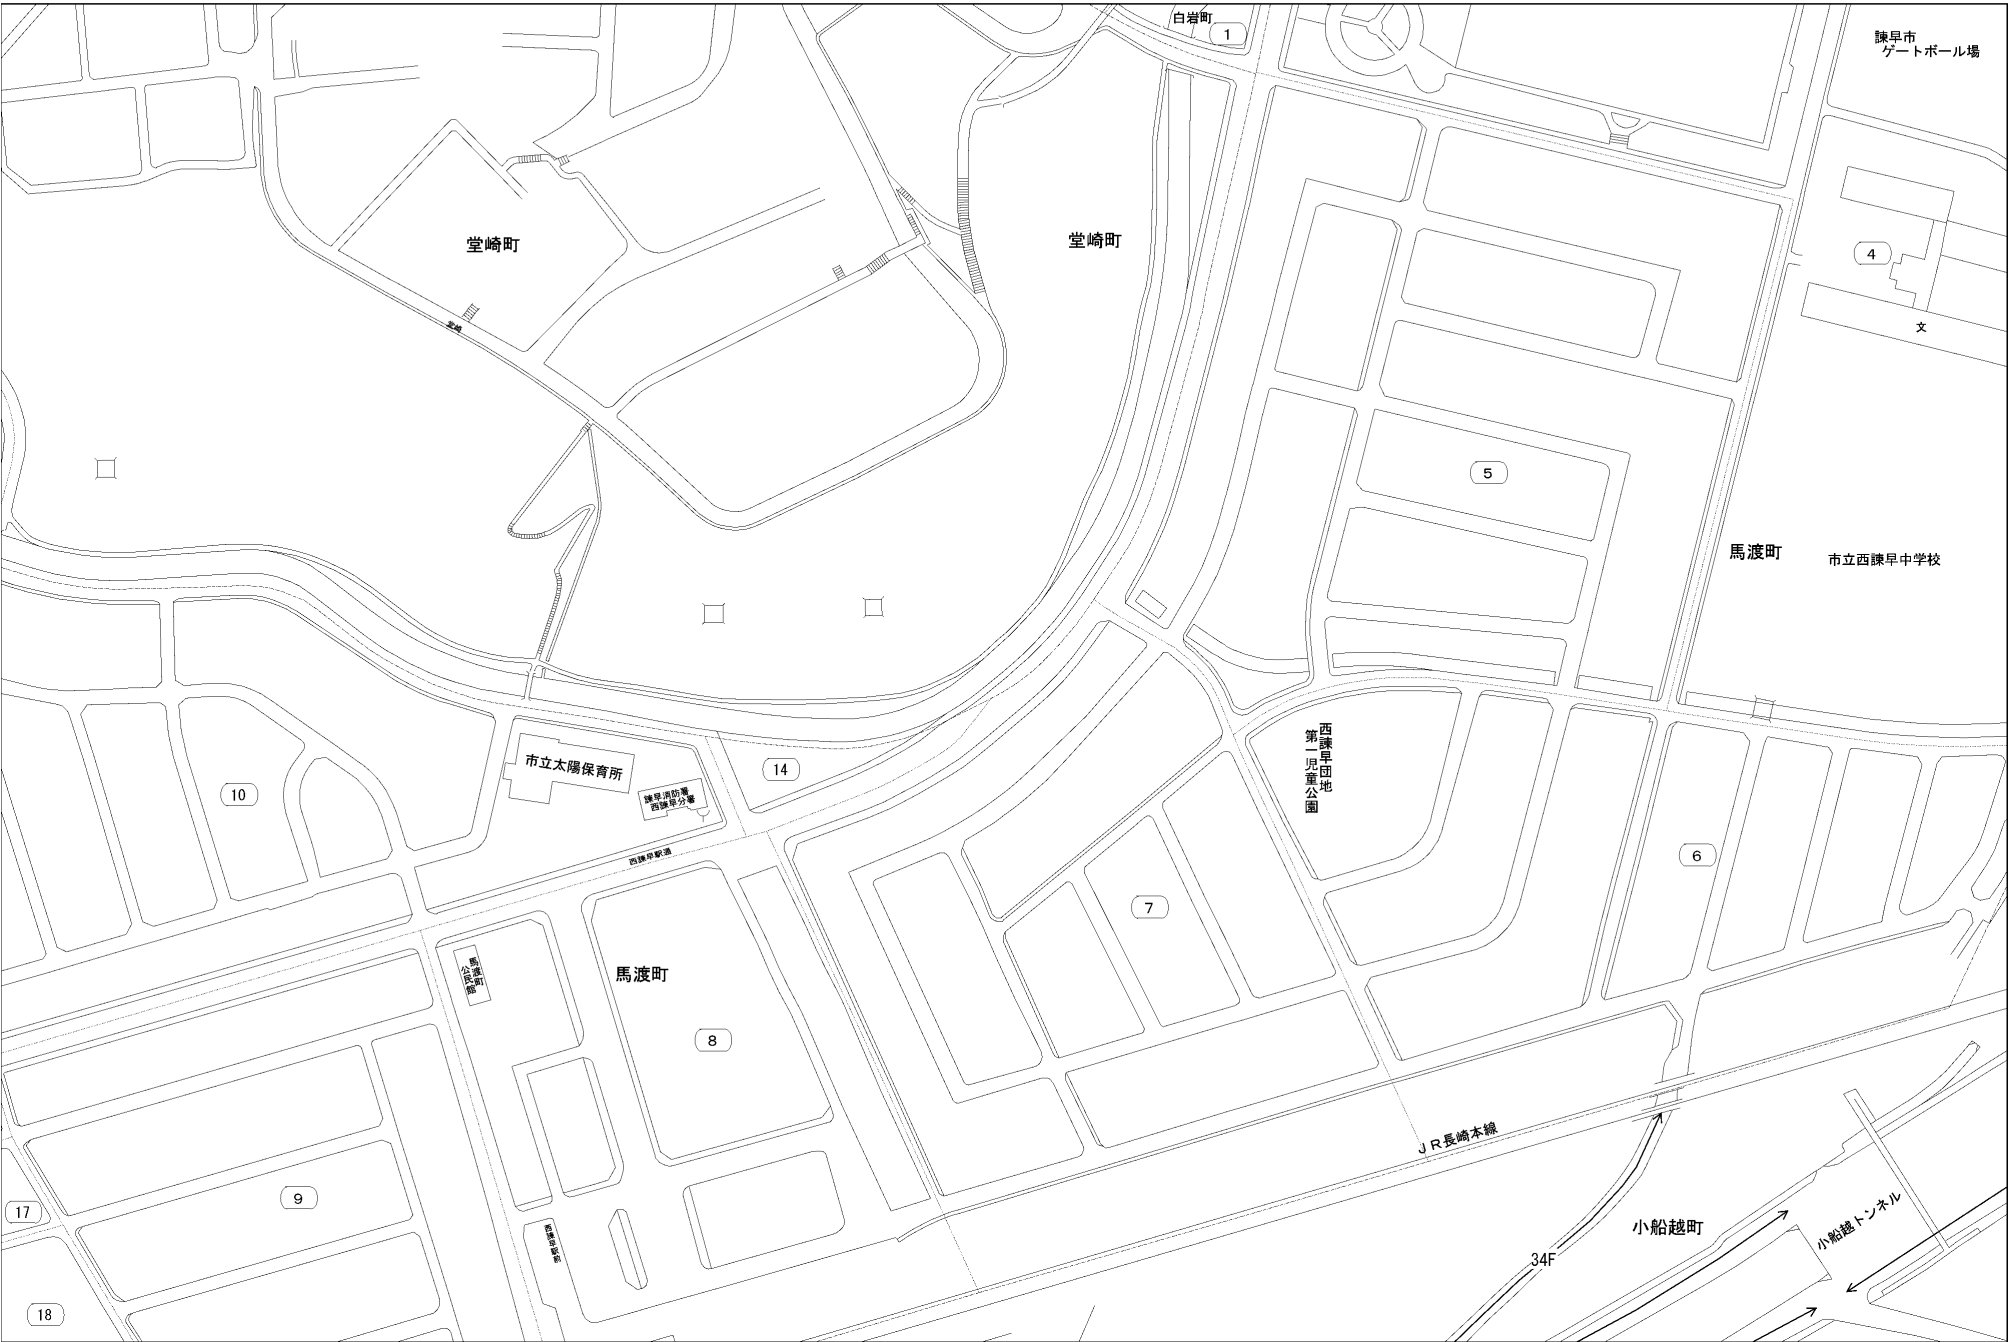 白岩町
1
諫早市
ゲートボール場
堂崎町
堂崎町
4
堂崎
文
5
馬渡町
市立西諫早中学校
西諫早団地
第一児童公園
市立太陽保育所
14
10
諫早消防署
西諫早分署
西諫早駅通
6
7
馬渡町
公民館
馬渡町
8
JR長崎本線
9
17
西諫早駅前
小船越町
小船越トンネル
34F
18